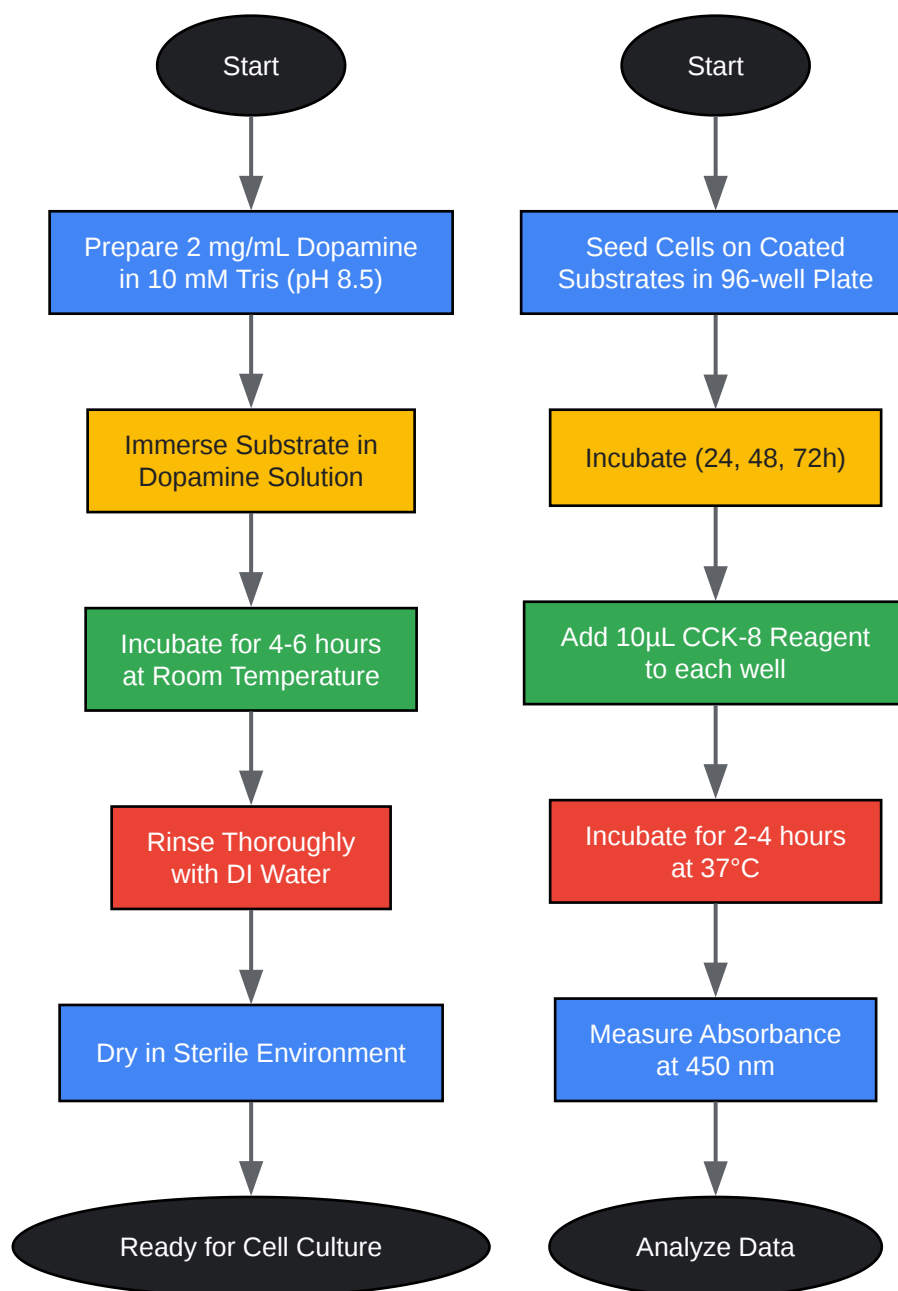 Start
Prepare 2 mg/mL Dopamine
in 10 mM Tris (pH 8.5)
Immerse Substrate in
Dopamine Solution
Incubate for 4-6 hours
at Room Temperature
Rinse Thoroughly
with DI Water
Dry in Sterile Environment
Ready for Cell Culture
Start
Seed Cells on Coated
Substrates in 96-well Plate
Incubate (24, 48, 72h)
Add 10µL CCK-8 Reagent
to each well
Incubate for 2-4 hours
at 37°C
Measure Absorbance
at 450 nm
Analyze Data